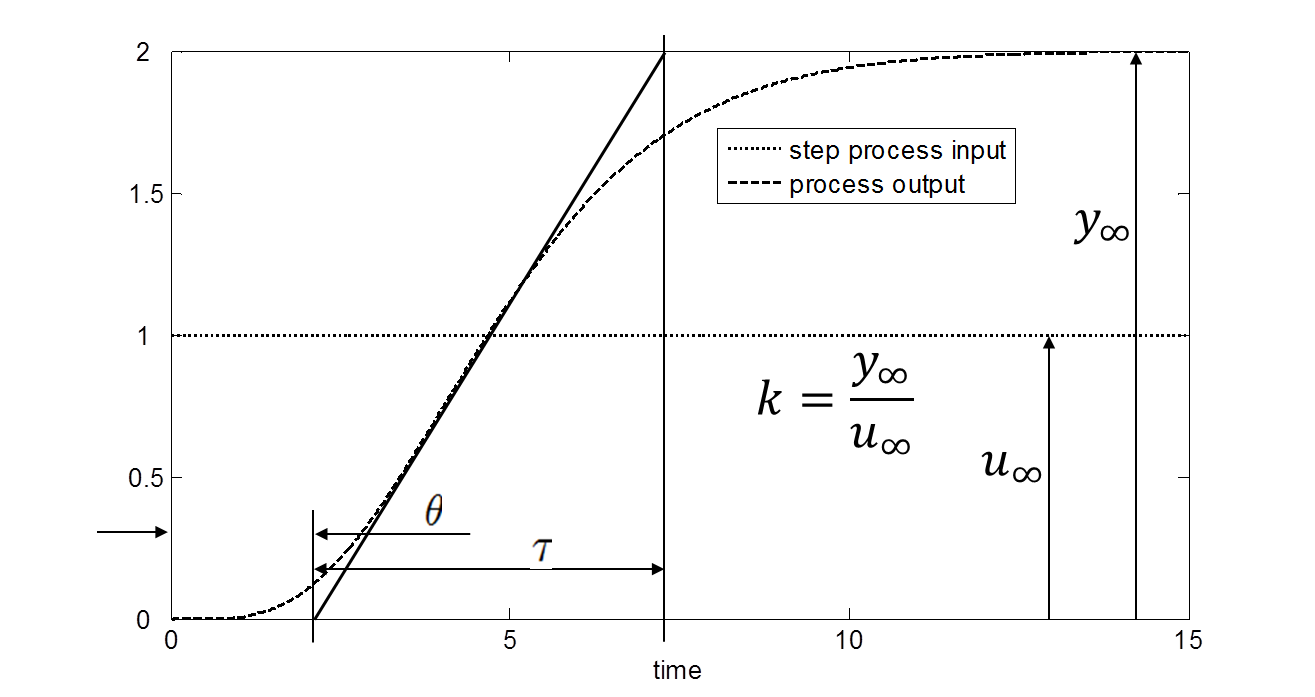 2
step process input
process output
1.5
y∞
1
k = y∞/u∞
u∞
0.5
θ
τ
0
0 5 10 15
time